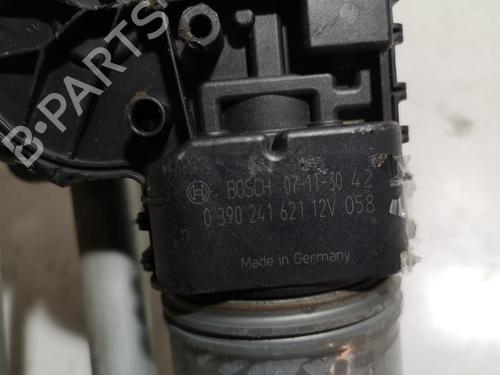 B-PARTS
BOSCH 07-11-30 42
0 390 241 621 12V 058
Made in Germany